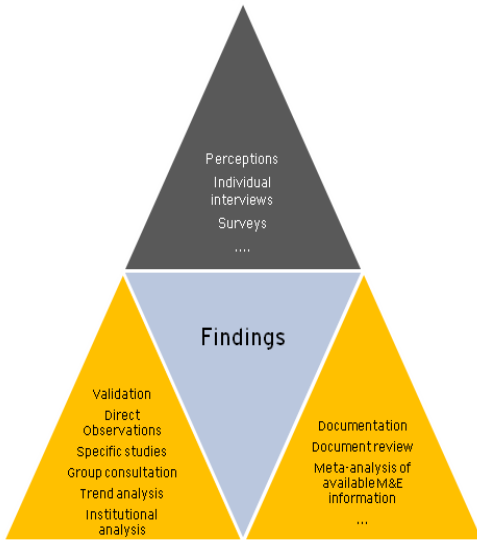 Perceptions
Individual
interviews
Surveys
....
Findings
Validation
Direct
Observations
Specific studies
Group consultation
Trend analysis
Institutional
analysis
Documentation
Document review
Meta-analysis of
available M&E
information
...